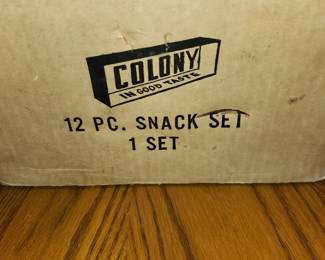 COLONY
IN GOOD TASTE
12 PC. SNACK SET
1 SET